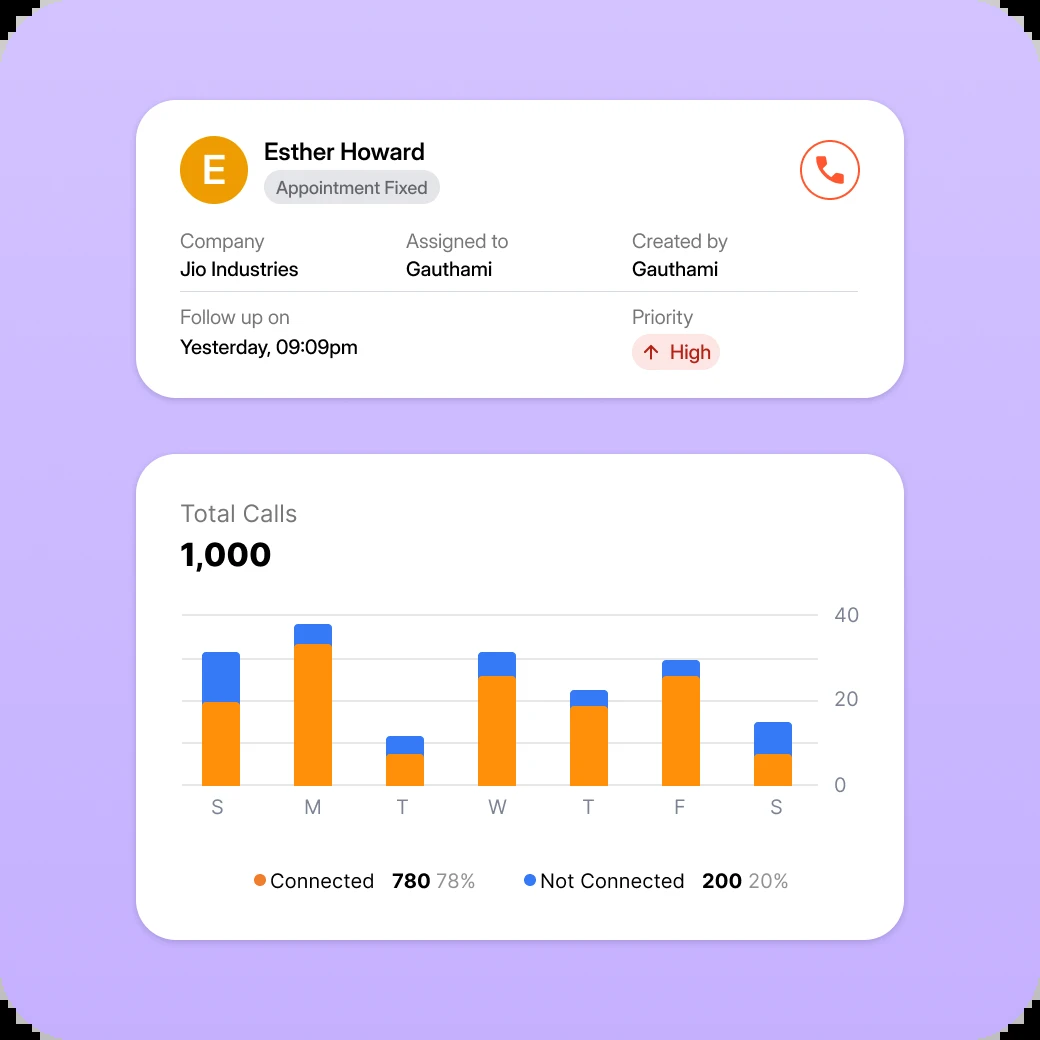 E
Esther Howard
Appointment Fixed
Company Assigned to Created by
Jio Industries Gauthami Gauthami
Follow up on Priority
Yesterday, 09:09pm High
Total Calls
1,000
40
20
0
S M T W T F S
Connected 780 78% Not Connected 200 20%